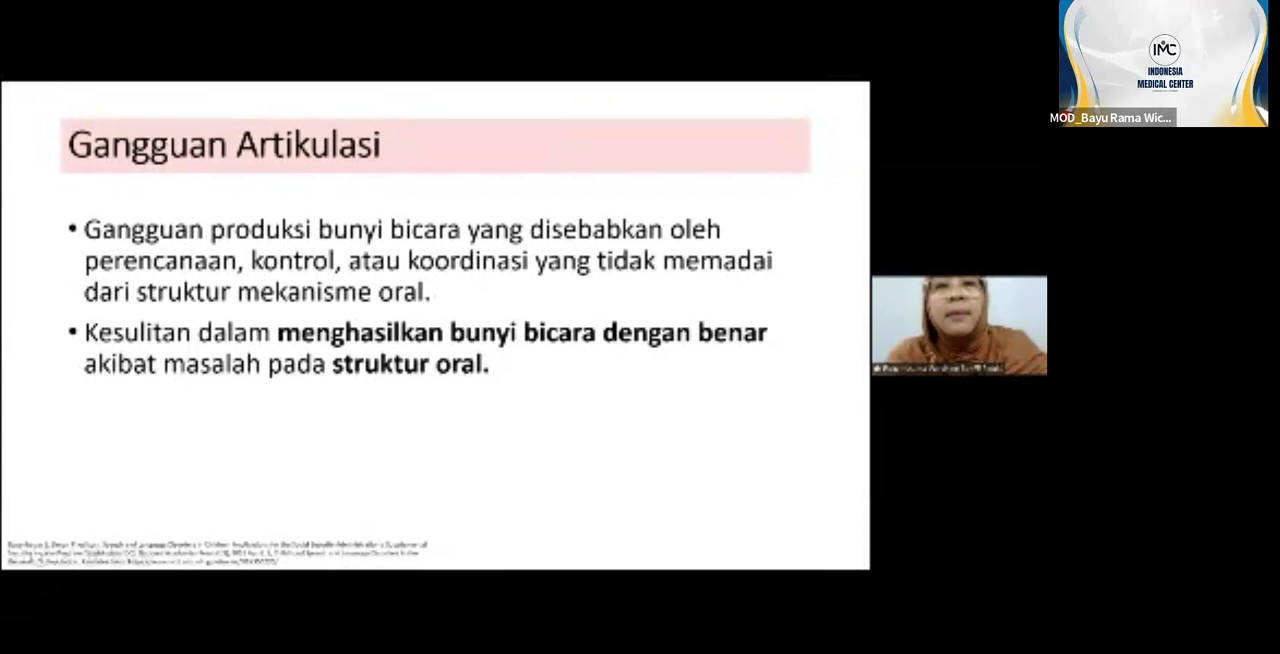 IMC
INDONESIA
MEDICAL CENTER
MOD_Bayu Rama Wic...
Gangguan Artikulasi
• Gangguan produksi bunyi bicara yang disebabkan oleh
perencanaan, kontrol, atau koordinasi yang tidak memadai
dari struktur mekanisme oral.
• Kesulitan dalam menghasilkan bunyi bicara dengan benar
akibat masalah pada struktur oral.